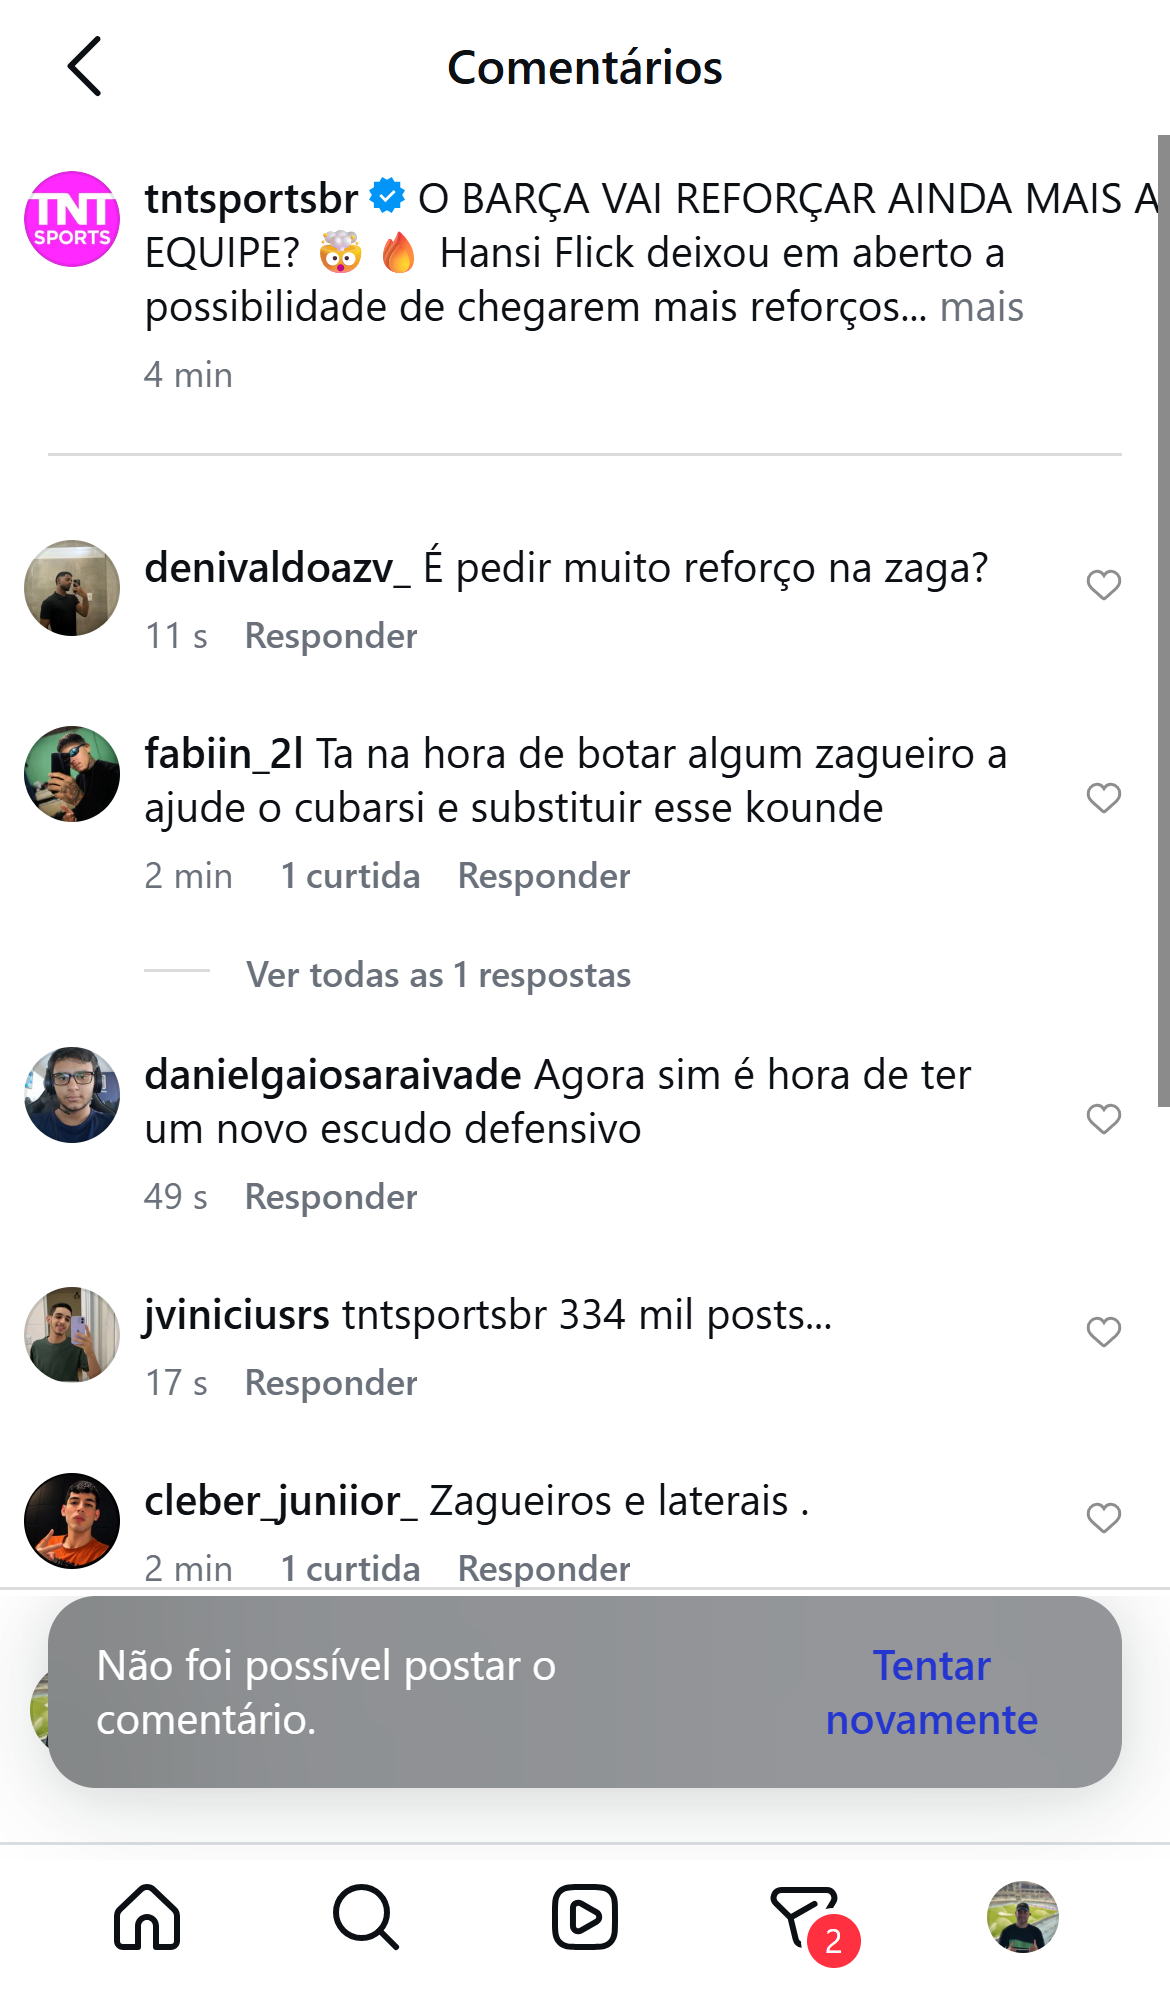 Comentários
TNT
SPORTS
tntsportsbr O BARÇA VAI REFORÇAR AINDA MAIS A
EQUIPE? 🤯 🔥 Hansi Flick deixou em aberto a
possibilidade de chegarem mais reforços... mais
4 min
denivaldoazv_ É pedir muito reforço na zaga?
11 s Responder
fabiin_2l Ta na hora de botar algum zagueiro a
ajude o cubarsi e substituir esse kounde
2 min 1 curtida Responder
Ver todas as 1 respostas
danielgaiosaraivade Agora sim é hora de ter
um novo escudo defensivo
49 s Responder
jviniciusrs tntsportsbr 334 mil posts...
17 s Responder
cleber_juniior_ Zagueiros e laterais .
2 min 1 curtida Responder
Não foi possível postar o
comentário.
Tentar
novamente
2